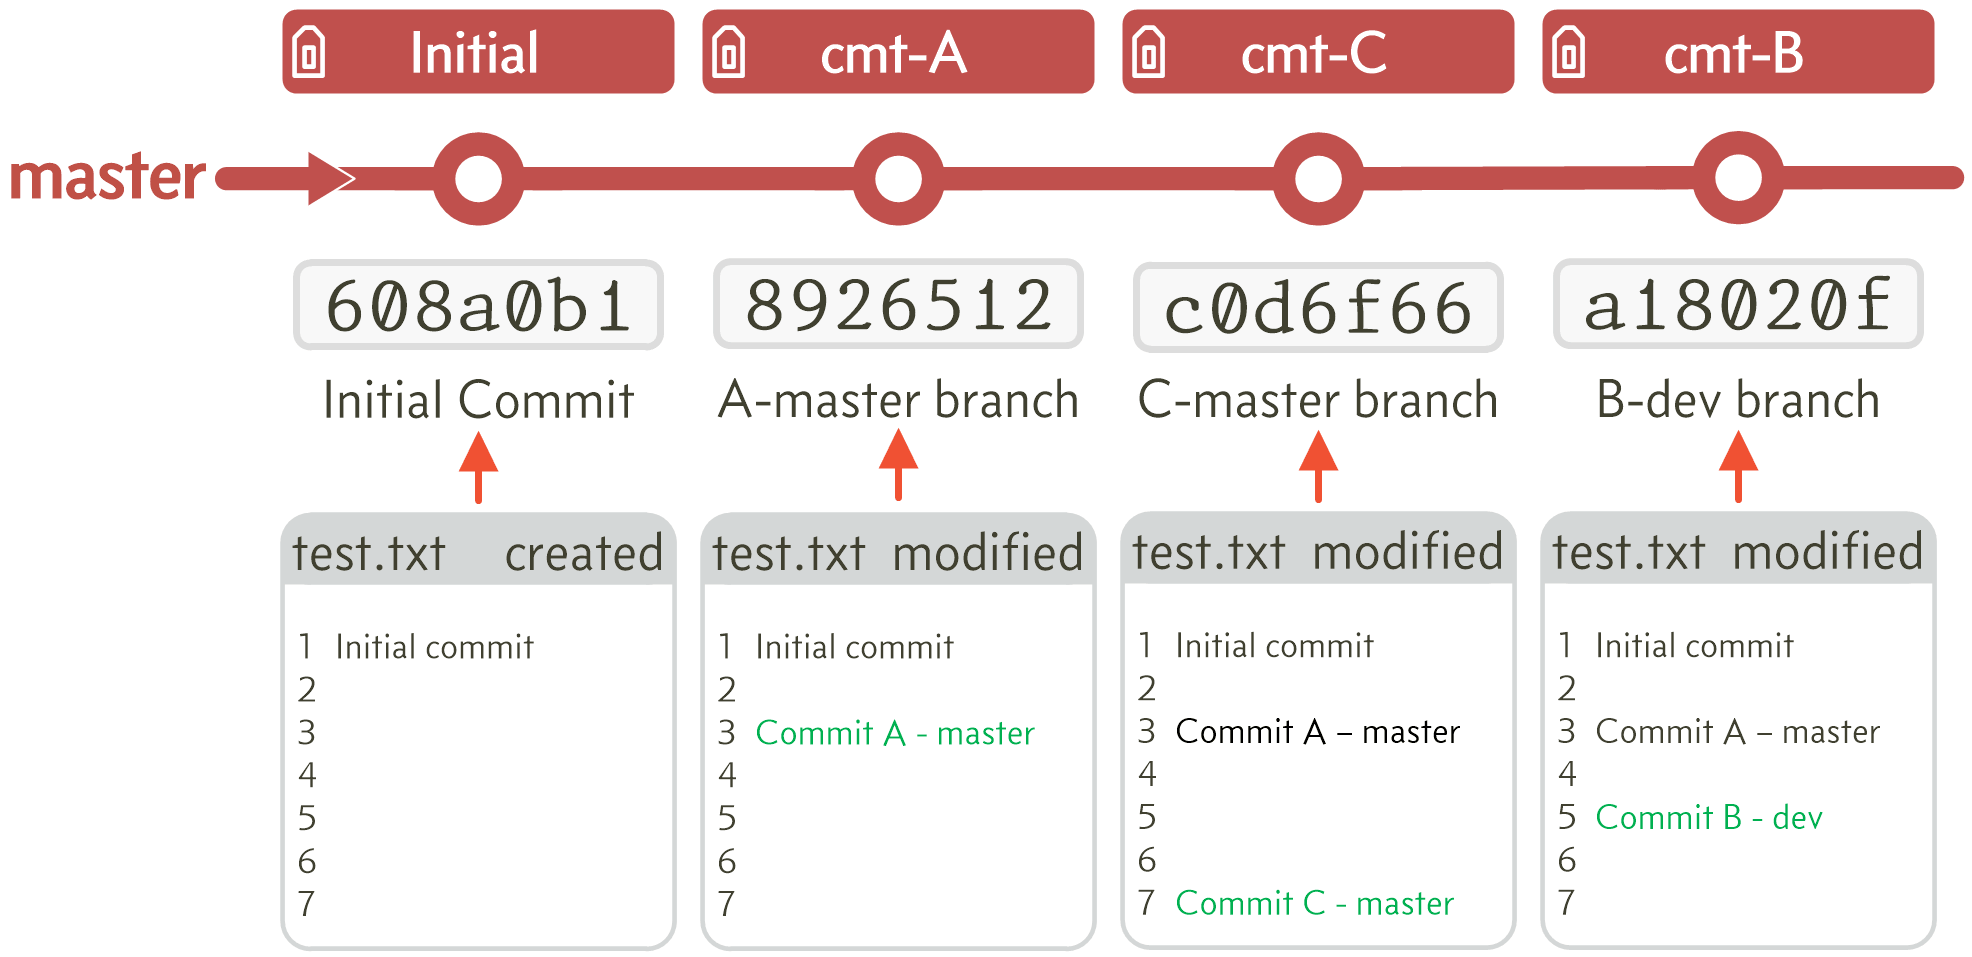 Initial cmt-A cmt-C cmt-B
master
608a0b1 8926512 c0d6f66 a18020f
Initial Commit A-master branch C-master branch B-dev branch
test.txt created
1 Initial commit
2
3
4
5
6
7
test.txt modified
1 Initial commit
2
3 Commit A - master
4
5
6
7
test.txt modified
1 Initial commit
2
3 Commit A – master
4
5
6
7 Commit C - master
test.txt modified
1 Initial commit
2
3 Commit A – master
4
5 Commit B - dev
6
7